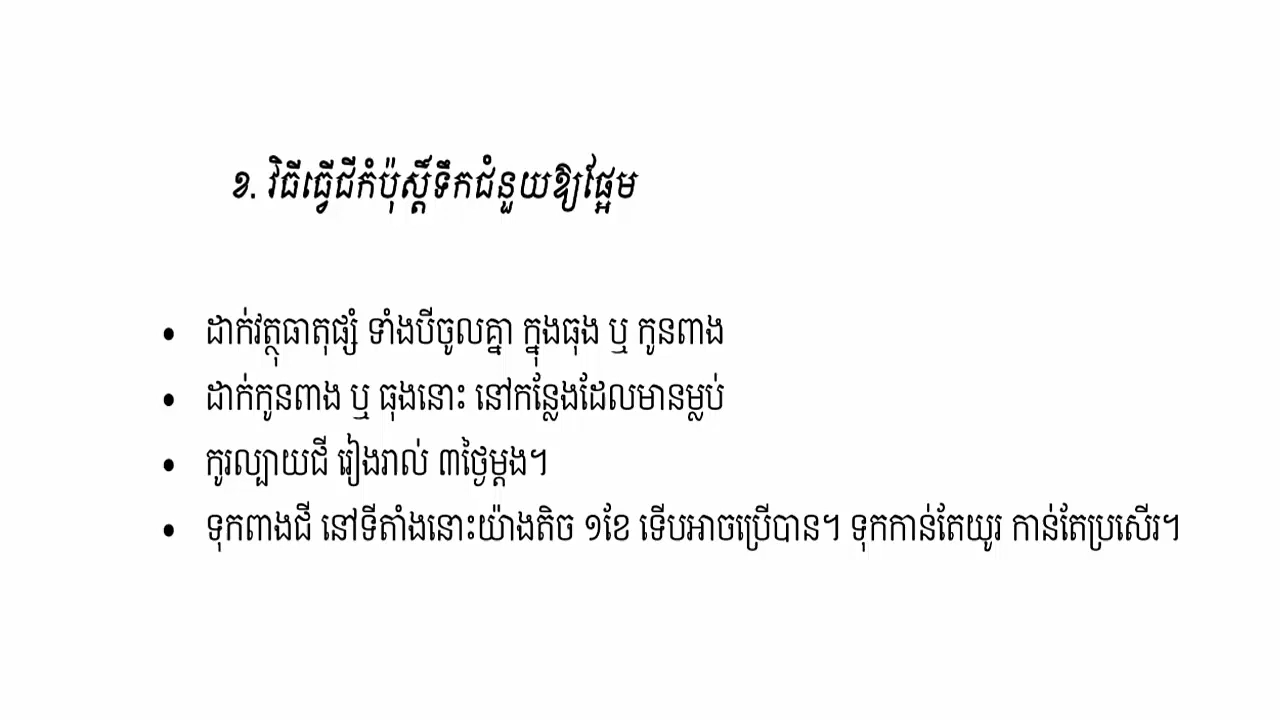 ខ. វិធីធ្វើជីកំប៉ុស្តិ៍ទឹកជំនួយឱ្យផ្អែម
• ដាក់វត្ថុធាតុផ្សំ ទាំងបីចូលគ្នា ក្នុងធុង ឬ កូនពាង
• ដាក់កូនពាង ឬ ធុងនោះ នៅកន្លែងដែលមានម្លប់
• កូរល្បាយជី រៀងរាល់ ៣ថ្ងៃម្តង។
• ទុកពាងជី នៅទីតាំងនោះយ៉ាងតិច ១ខែ ទើបអាចប្រើបាន។ ទុកកាន់តែយូរ កាន់តែប្រសើរ។